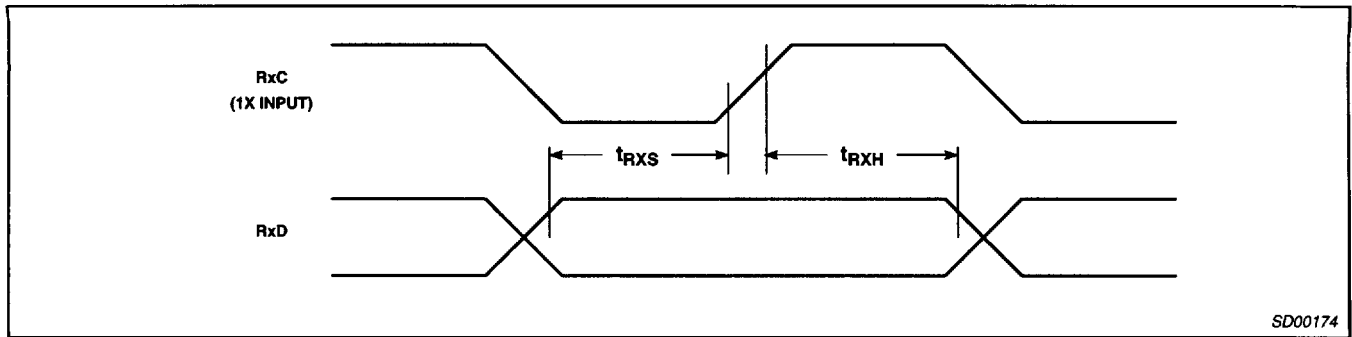 RxC
(1X INPUT)
tRXS
tRXH
RxD
SD00174